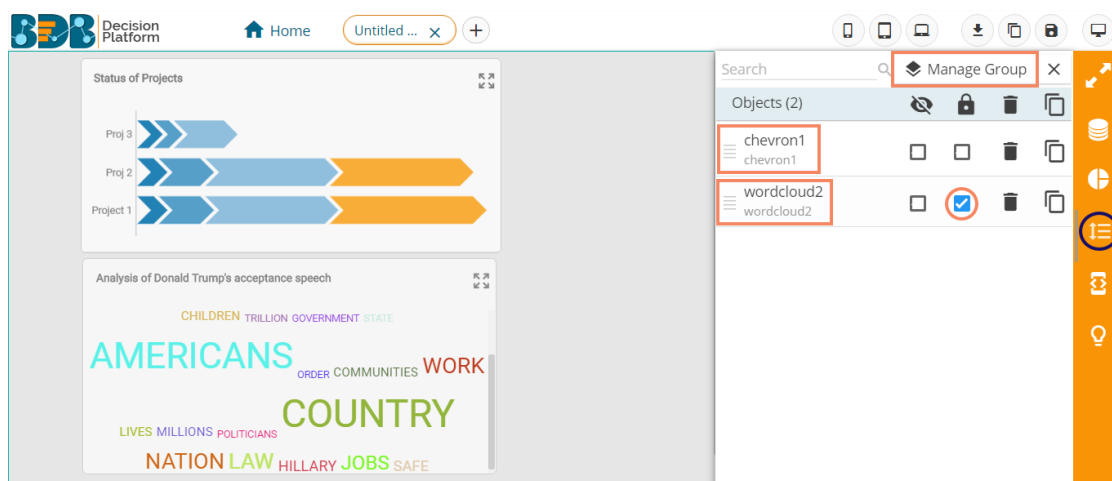 BDB Decision Platform
Home
Untitled ... x
Search
Manage Group
Objects (2)
chevron1
chevron1
wordcloud2
wordcloud2
Status of Projects
Proj 3
Proj 2
Project 1
Analysis of Donald Trump's acceptance speech
CHILDREN TRILLION GOVERNMENT STATE
AMERICANS ORDER COMMUNITIES WORK
COUNTRY
LIVES MILLIONS POLITICIANS
NATION LAW HILLARY JOBS SAFE